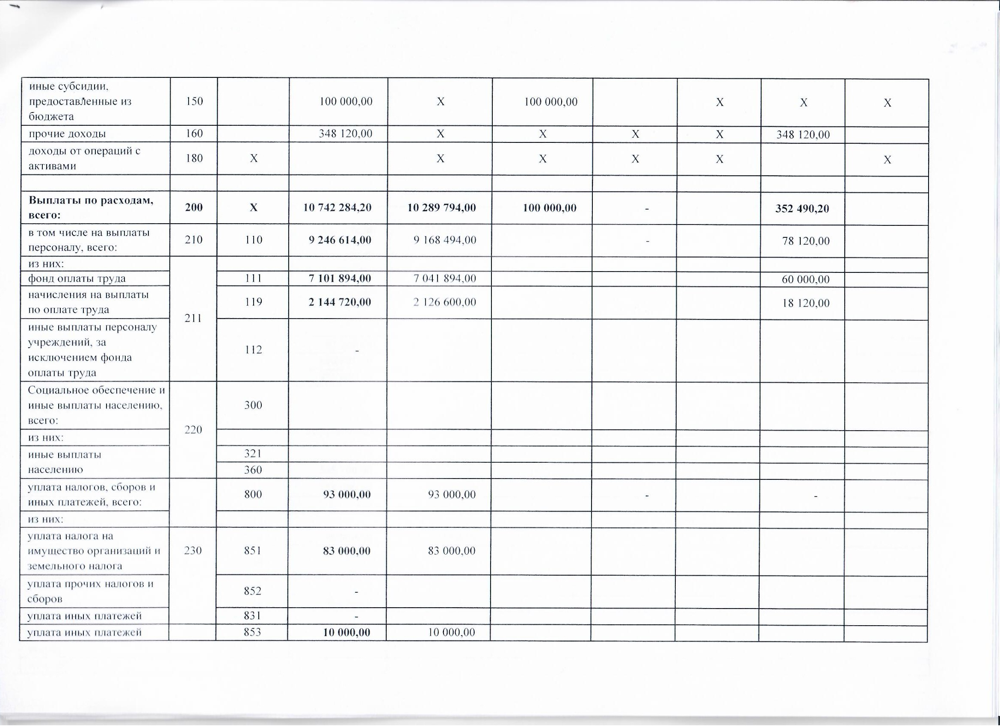 иные субсидии,
предоставленные из
бюджета
150
100 000,00
X
100 000,00
X
X
X
прочие доходы
160
348 120,00
X
X
X
X
348 120,00
доходы от операций с
активами
180
X
X
X
X
X
X
Выплаты по расходам,
всего:
200
X
10 742 284,20
10 289 794,00
100 000,00
-
352 490,20
в том числе на выплаты
персоналу, всего:
210
110
9 246 614,00
9 168 494,00
-
78 120,00
из них:
211
фонд оплаты труда
111
7 101 894,00
7 041 894,00
60 000,00
начисления на выплаты
по оплате труда
119
2 144 720,00
2 126 600,00
18 120,00
иные выплаты персоналу
учреждений, за
исключением фонда
оплаты труда
112
-
Социальное обеспечение и
иные выплаты населению,
всего:
220
300
из них:
иные выплаты
населению
321
360
уплата налогов, сборов и
иных платежей, всего:
800
93 000,00
93 000,00
-
-
из них:
уплата налога на
имущество организаций и
земельного налога
230
851
83 000,00
83 000,00
уплата прочих налогов и
сборов
852
-
уплата иных платежей
831
-
уплата иных платежей
853
10 000,00
10 000,00